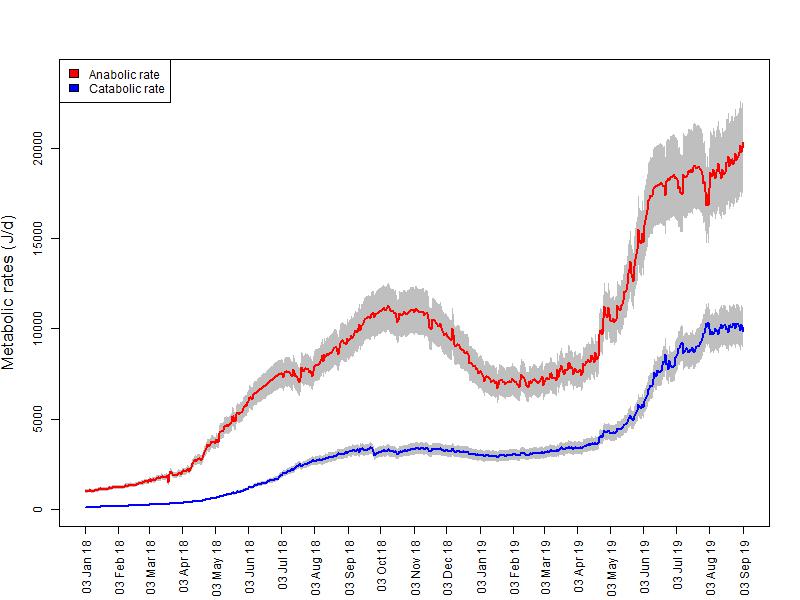 Anabolic rate
Catabolic rate
Metabolic rates (J/d)
20000
15000
10000
5000
0
03 Jan 18
03 Feb 18
03 Mar 18
03 Apr 18
03 May 18
03 Jun 18
03 Jul 18
03 Aug 18
03 Sep 18
03 Oct 18
03 Nov 18
03 Dec 18
03 Jan 19
03 Feb 19
03 Mar 19
03 Apr 19
03 May 19
03 Jun 19
03 Jul 19
03 Aug 19
03 Sep 19